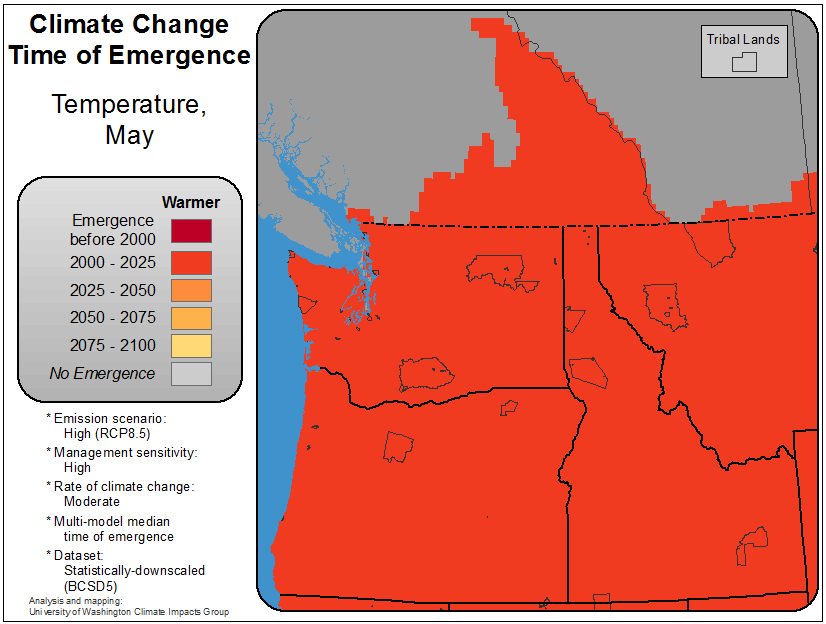 Climate Change
Time of Emergence
Temperature,
May
Warmer
Emergence
before 2000
2000 - 2025
2025 - 2050
2050 - 2075
2075 - 2100
No Emergence
* Emission scenario:
High (RCP8.5)
* Management sensitivity:
High
* Rate of climate change:
Moderate
* Multi-model median
time of emergence
* Dataset:
Statistically-downscaled
(BCSD5)
Analysis and mapping:
University of Washington Climate Impacts Group
Tribal Lands